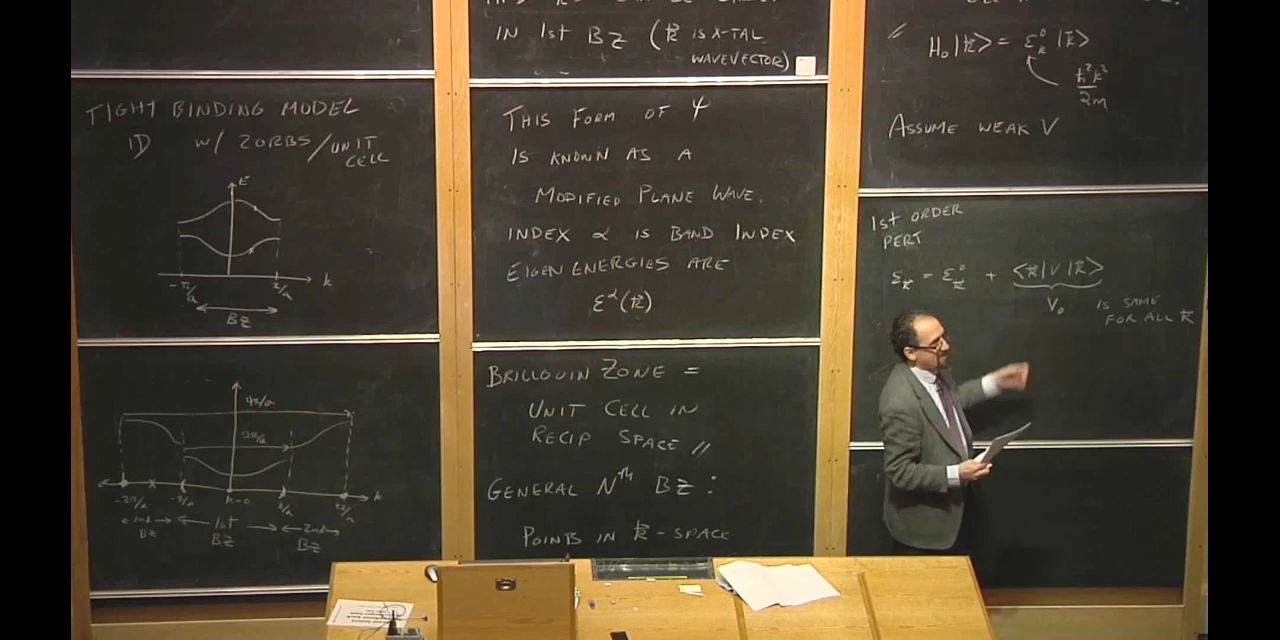 TIGHT BINDING MODEL
1D W/ 2 ORBS/UNIT
CELL
E
k
-π/a
π/a
BZ
4π/a
2π/a
k
-2π/a
-π/a
k=0
π/a
2π/a
2nd
BZ
1st
BZ
2nd
BZ
IN 1st BZ (k⃗ IS X-TAL
WAVEVECTOR)
THIS FORM OF Ψ
IS KNOWN AS A
MODIFIED PLANE WAVE.
INDEX α IS BAND INDEX
EIGENENERGIES ARE
ε^α(k⃗)
BRILLOUIN ZONE =
UNIT CELL IN
RECIP SPACE //
GENERAL Nth BZ:
POINTS IN k⃗-SPACE
H₀|k⃗> = ε⁰_k⃗ |k⃗>
ħ²k²
2m
ASSUME WEAK V
1st ORDER
PERT
ε_k⃗ = ε⁰_k⃗ + <k⃗|V|k⃗>
V₀ IS SAME
FOR ALL k⃗